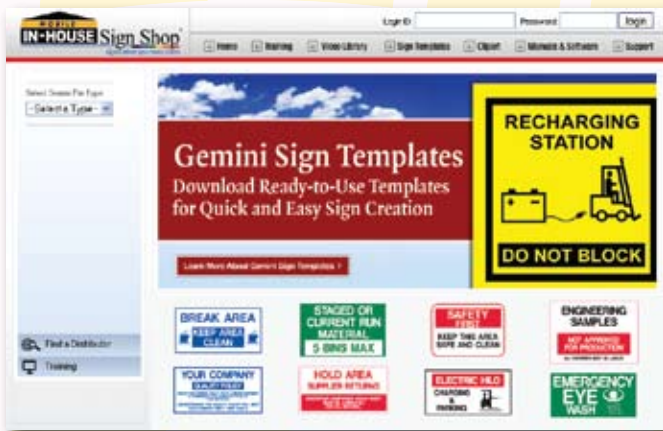 MOBILE
IN-HOUSE Sign Shop
Login ID
Password
login
Home
Training
Video Library
Sign Templates
Clipart
Manuals & Software
Support
Select a Type
Gemini Sign Templates
Download Ready-to-Use Templates
for Quick and Easy Sign Creation
Learn More About Gemini Sign Templates
RECHARGING
STATION
DO NOT BLOCK
Find a Distributor
Training
BREAK AREA
KEEP AREA
CLEAN
STAGED OR
CURRENT RUN
MATERIAL
5 BINS MAX
SAFETY
FIRST
KEEP THIS AREA
SAFE AND CLEAN
ENGINEERING
SAMPLES
NOT APPROVED
FOR PRODUCTION
YOUR COMPANY
QUALITY POLICY
HOLD AREA
SUPPLIER RETURNS
ELECTRIC HILO
CHARGING
&
PARKING
EMERGENCY
EYE
WASH